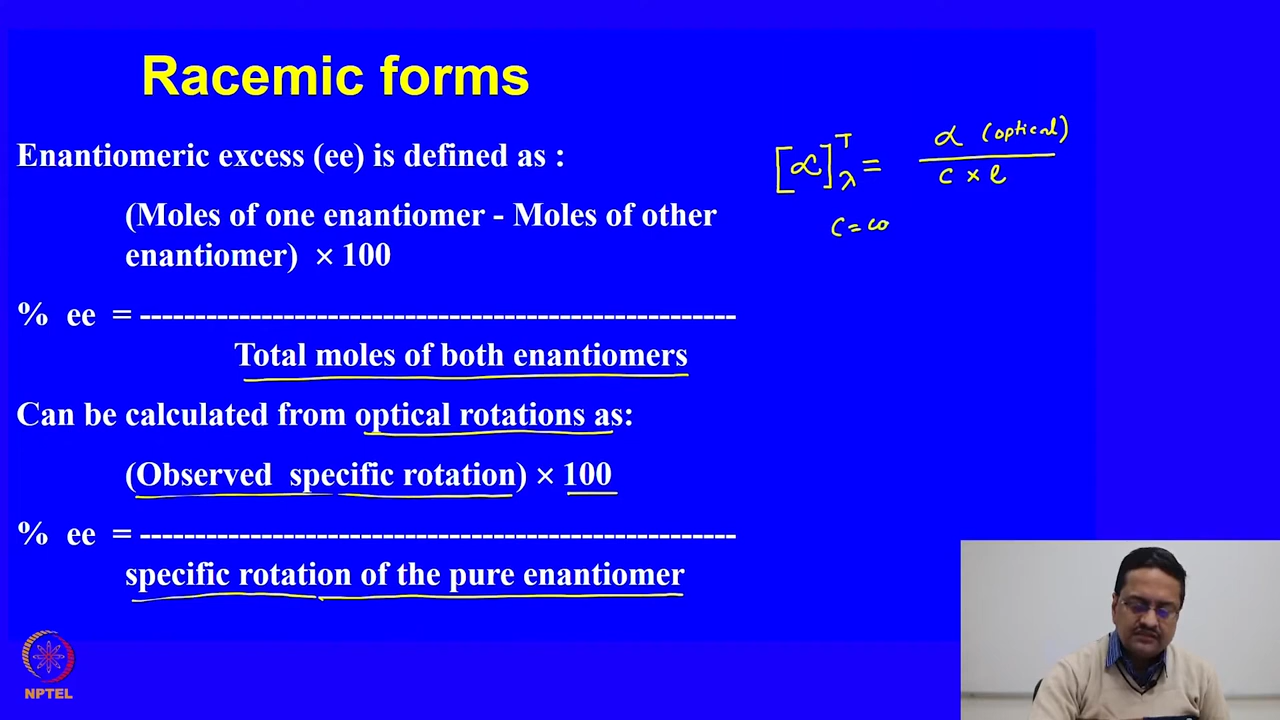 Racemic forms
Enantiomeric excess (ee) is defined as :
(Moles of one enantiomer - Moles of other
enantiomer) × 100
% ee = ------------------------------------------------------
Total moles of both enantiomers
Can be calculated from optical rotations as:
(Observed specific rotation) × 100
% ee = ------------------------------------------------------
specific rotation of the pure enantiomer
[α]
T
λ
=
α (optical)
c × l
c = co
NPTEL